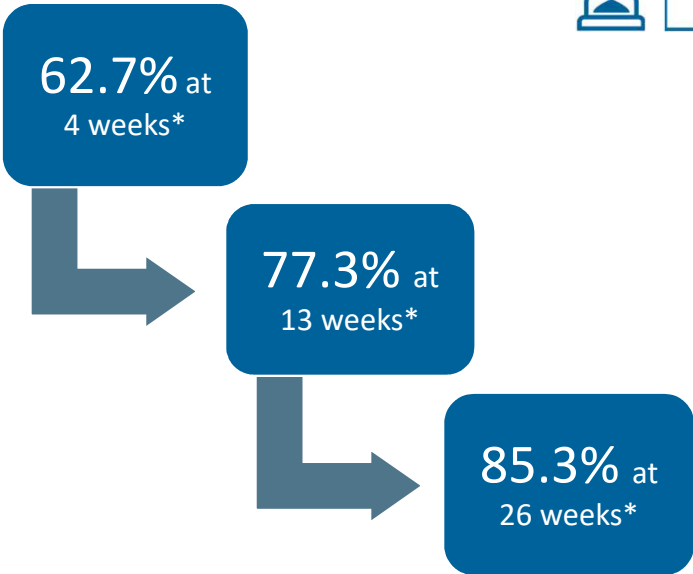 62.7% at
4 weeks*
77.3% at
13 weeks*
85.3% at
26 weeks*